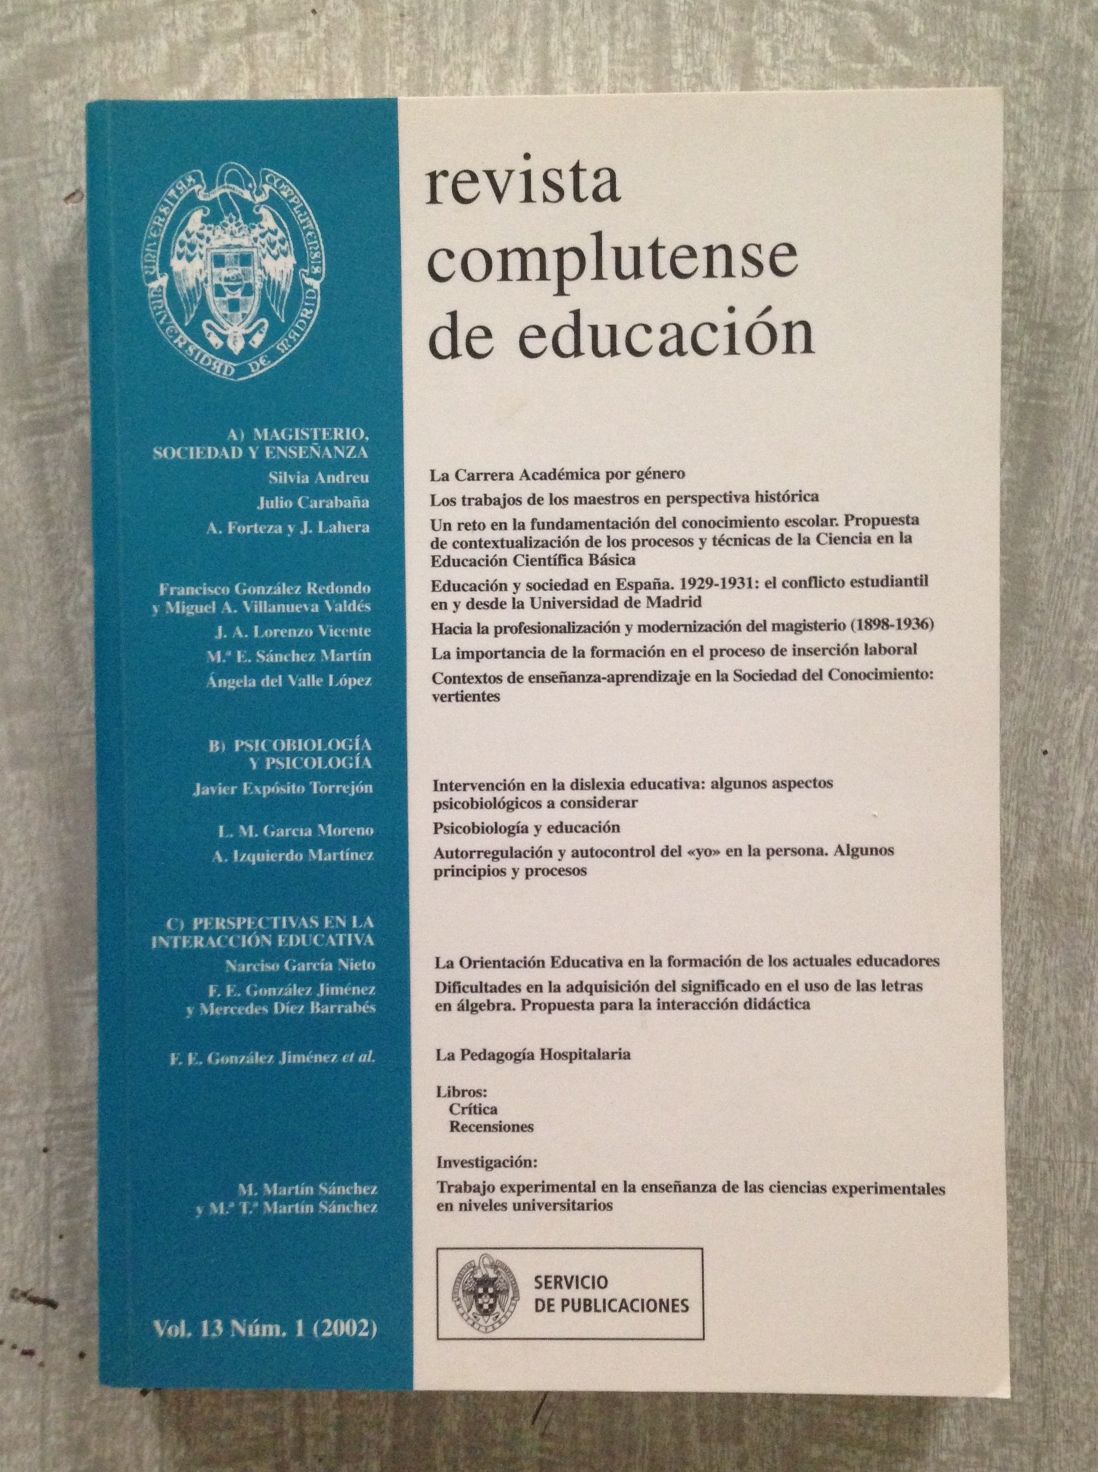 revista
complutense
de educación
UNIVERSITAS COMPLUTENSIS
UNIVERSIDAD DE MADRID
A) MAGISTERIO,
SOCIEDAD Y ENSEÑANZA
Silvia Andreu
La Carrera Académica por género
Julio Carabaña
Los trabajos de los maestros en perspectiva histórica
A. Forteza y J. Lahera
Un reto en la fundamentación del conocimiento escolar. Propuesta
de contextualización de los procesos y técnicas de la Ciencia en la
Educación Científica Básica
Francisco González Redondo
y Miguel A. Villanueva Valdés
Educación y sociedad en España. 1929-1931: el conflicto estudiantil
en y desde la Universidad de Madrid
J. A. Lorenzo Vicente
Hacia la profesionalización y modernización del magisterio (1898-1936)
M.ª E. Sánchez Martín
La importancia de la formación en el proceso de inserción laboral
Ángela del Valle López
Contextos de enseñanza-aprendizaje en la Sociedad del Conocimiento:
vertientes
B) PSICOBIOLOGÍA
Y PSICOLOGÍA
Javier Expósito Torrejón
Intervención en la dislexia educativa: algunos aspectos
psicobiológicos a considerar
L. M. García Moreno
Psicobiología y educación
A. Izquierdo Martínez
Autorregulación y autocontrol del «yo» en la persona. Algunos
principios y procesos
C) PERSPECTIVAS EN LA
INTERACCIÓN EDUCATIVA
Narciso García Nieto
La Orientación Educativa en la formación de los actuales educadores
F. E. González Jiménez
y Mercedes Díez Barrabés
Dificultades en la adquisición del significado en el uso de las letras
en álgebra. Propuesta para la interacción didáctica
F. E. González Jiménez et al.
La Pedagogía Hospitalaria
Libros:
Crítica
Recensiones
Investigación:
M. Martín Sánchez
y M.ª T.ª Martín Sánchez
Trabajo experimental en la enseñanza de las ciencias experimentales
en niveles universitarios
SERVICIO
DE PUBLICACIONES
Vol. 13 Núm. 1 (2002)